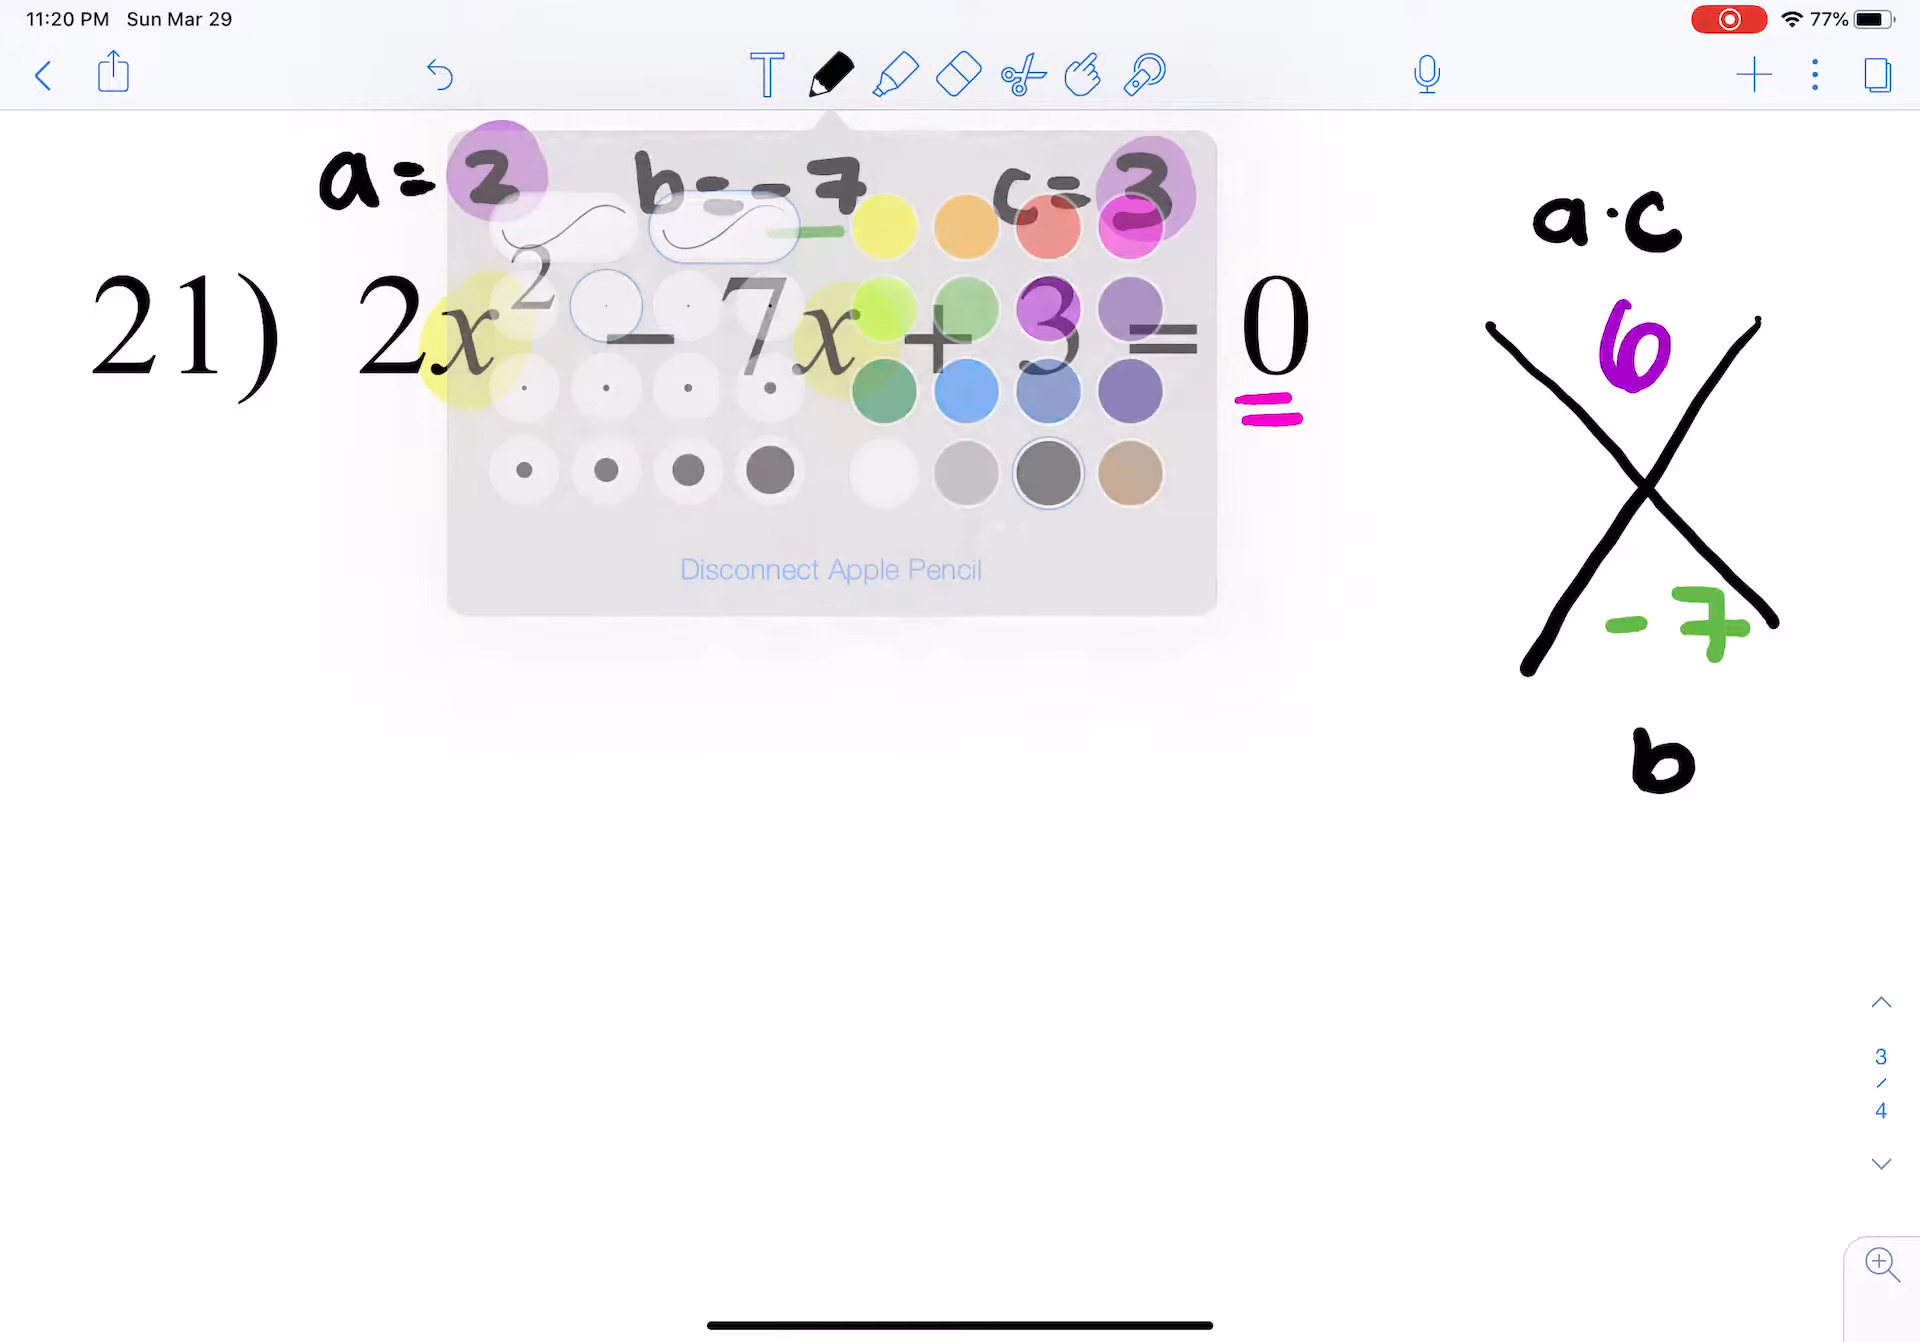 11:20 PM Sun Mar 29
77%
T
a = 2 b = -7 c = 3
a·c
21) 2x² − 7x + 3 = 0
6
-7
b
Disconnect Apple Pencil
3
/
4